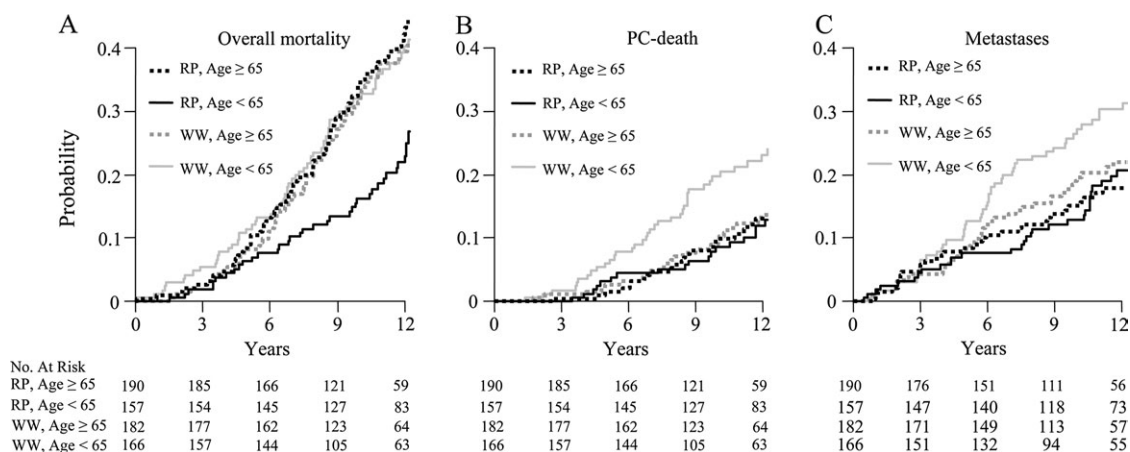 A
Overall mortality
RP, Age ≥ 65
RP, Age < 65
WW, Age ≥ 65
WW, Age < 65
Probability
0.4
0.3
0.2
0.1
0
0 3 6 9 12
Years
B
PC-death
RP, Age ≥ 65
RP, Age < 65
WW, Age ≥ 65
WW, Age < 65
0.4
0.3
0.2
0.1
0
0 3 6 9 12
Years
C
Metastases
RP, Age ≥ 65
RP, Age < 65
WW, Age ≥ 65
WW, Age < 65
0.4
0.3
0.2
0.1
0
0 3 6 9 12
Years
No. At Risk
RP, Age ≥ 65 190 185 166 121 59 190 185 166 121 59 190 176 151 111 56
RP, Age < 65 157 154 145 127 83 157 154 145 127 83 157 147 140 118 73
WW, Age ≥ 65 182 177 162 123 64 182 177 162 123 64 182 171 149 113 57
WW, Age < 65 166 157 144 105 63 166 157 144 105 63 166 151 132 94 55